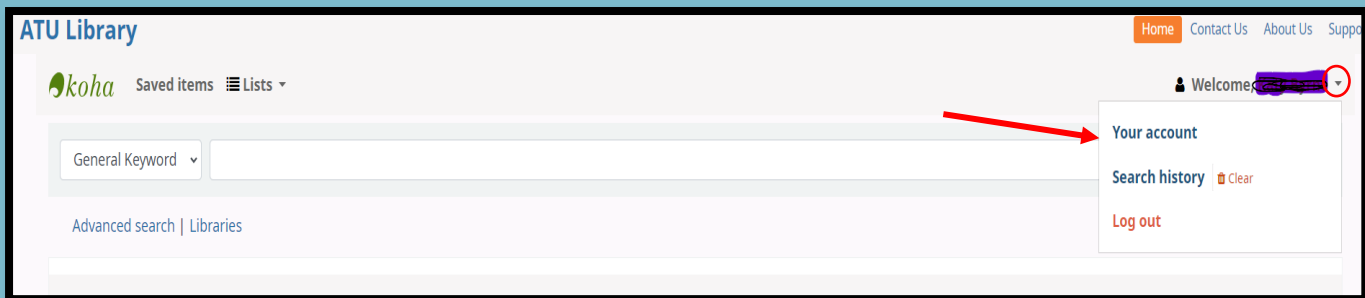 ATU Library
Home Contact Us About Us Suppo
koha Saved items Lists Welcome,
Your account
General Keyword
Search history Clear
Log out
Advanced search | Libraries